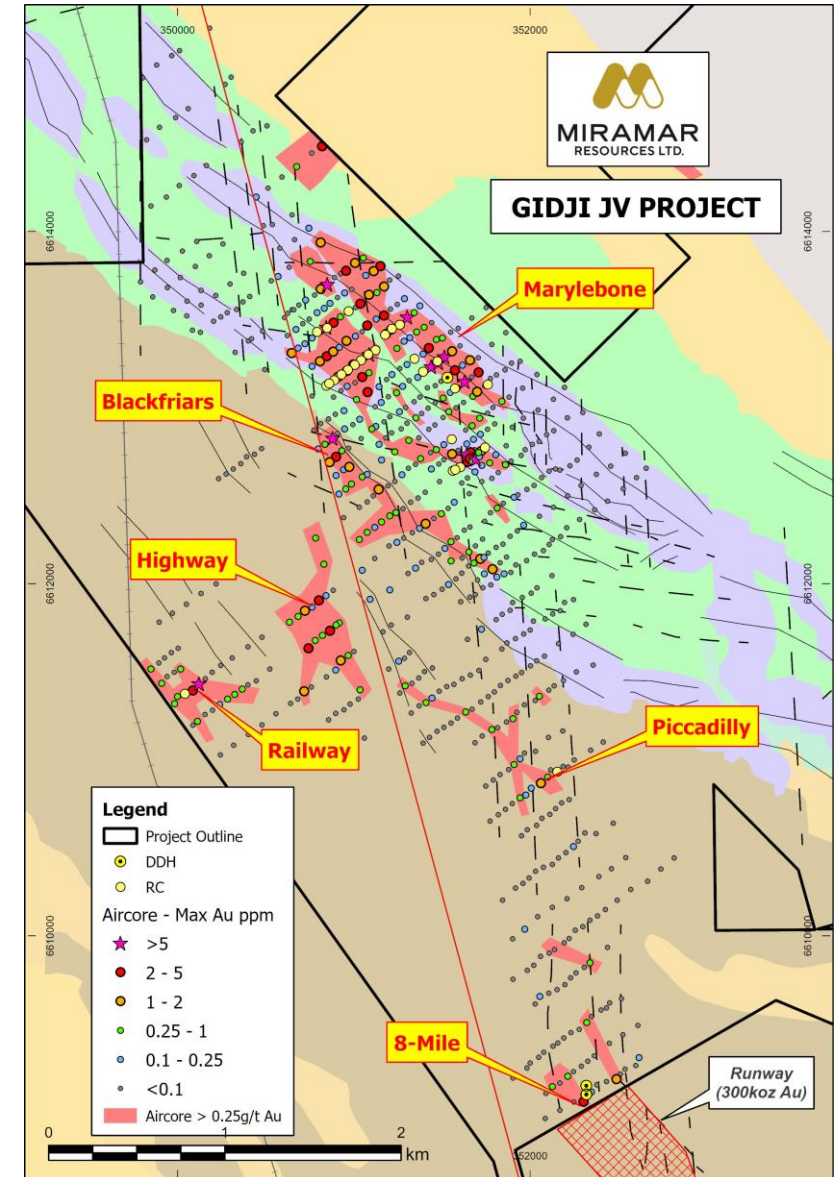 350000
352000
MIRAMAR
RESOURCES LTD.
GIDJI JV PROJECT
6614000
6614000
Marylebone
Blackfriars
Highway
6612000
6612000
Railway
Piccadilly
Legend
Project Outline
DDH
RC
Aircore - Max Au ppm
>5
2 - 5
1 - 2
0.25 - 1
0.1 - 0.25
<0.1
Aircore > 0.25g/t Au
6610000
6610000
8-Mile
Runway
(300koz Au)
0
1
2
km
352000